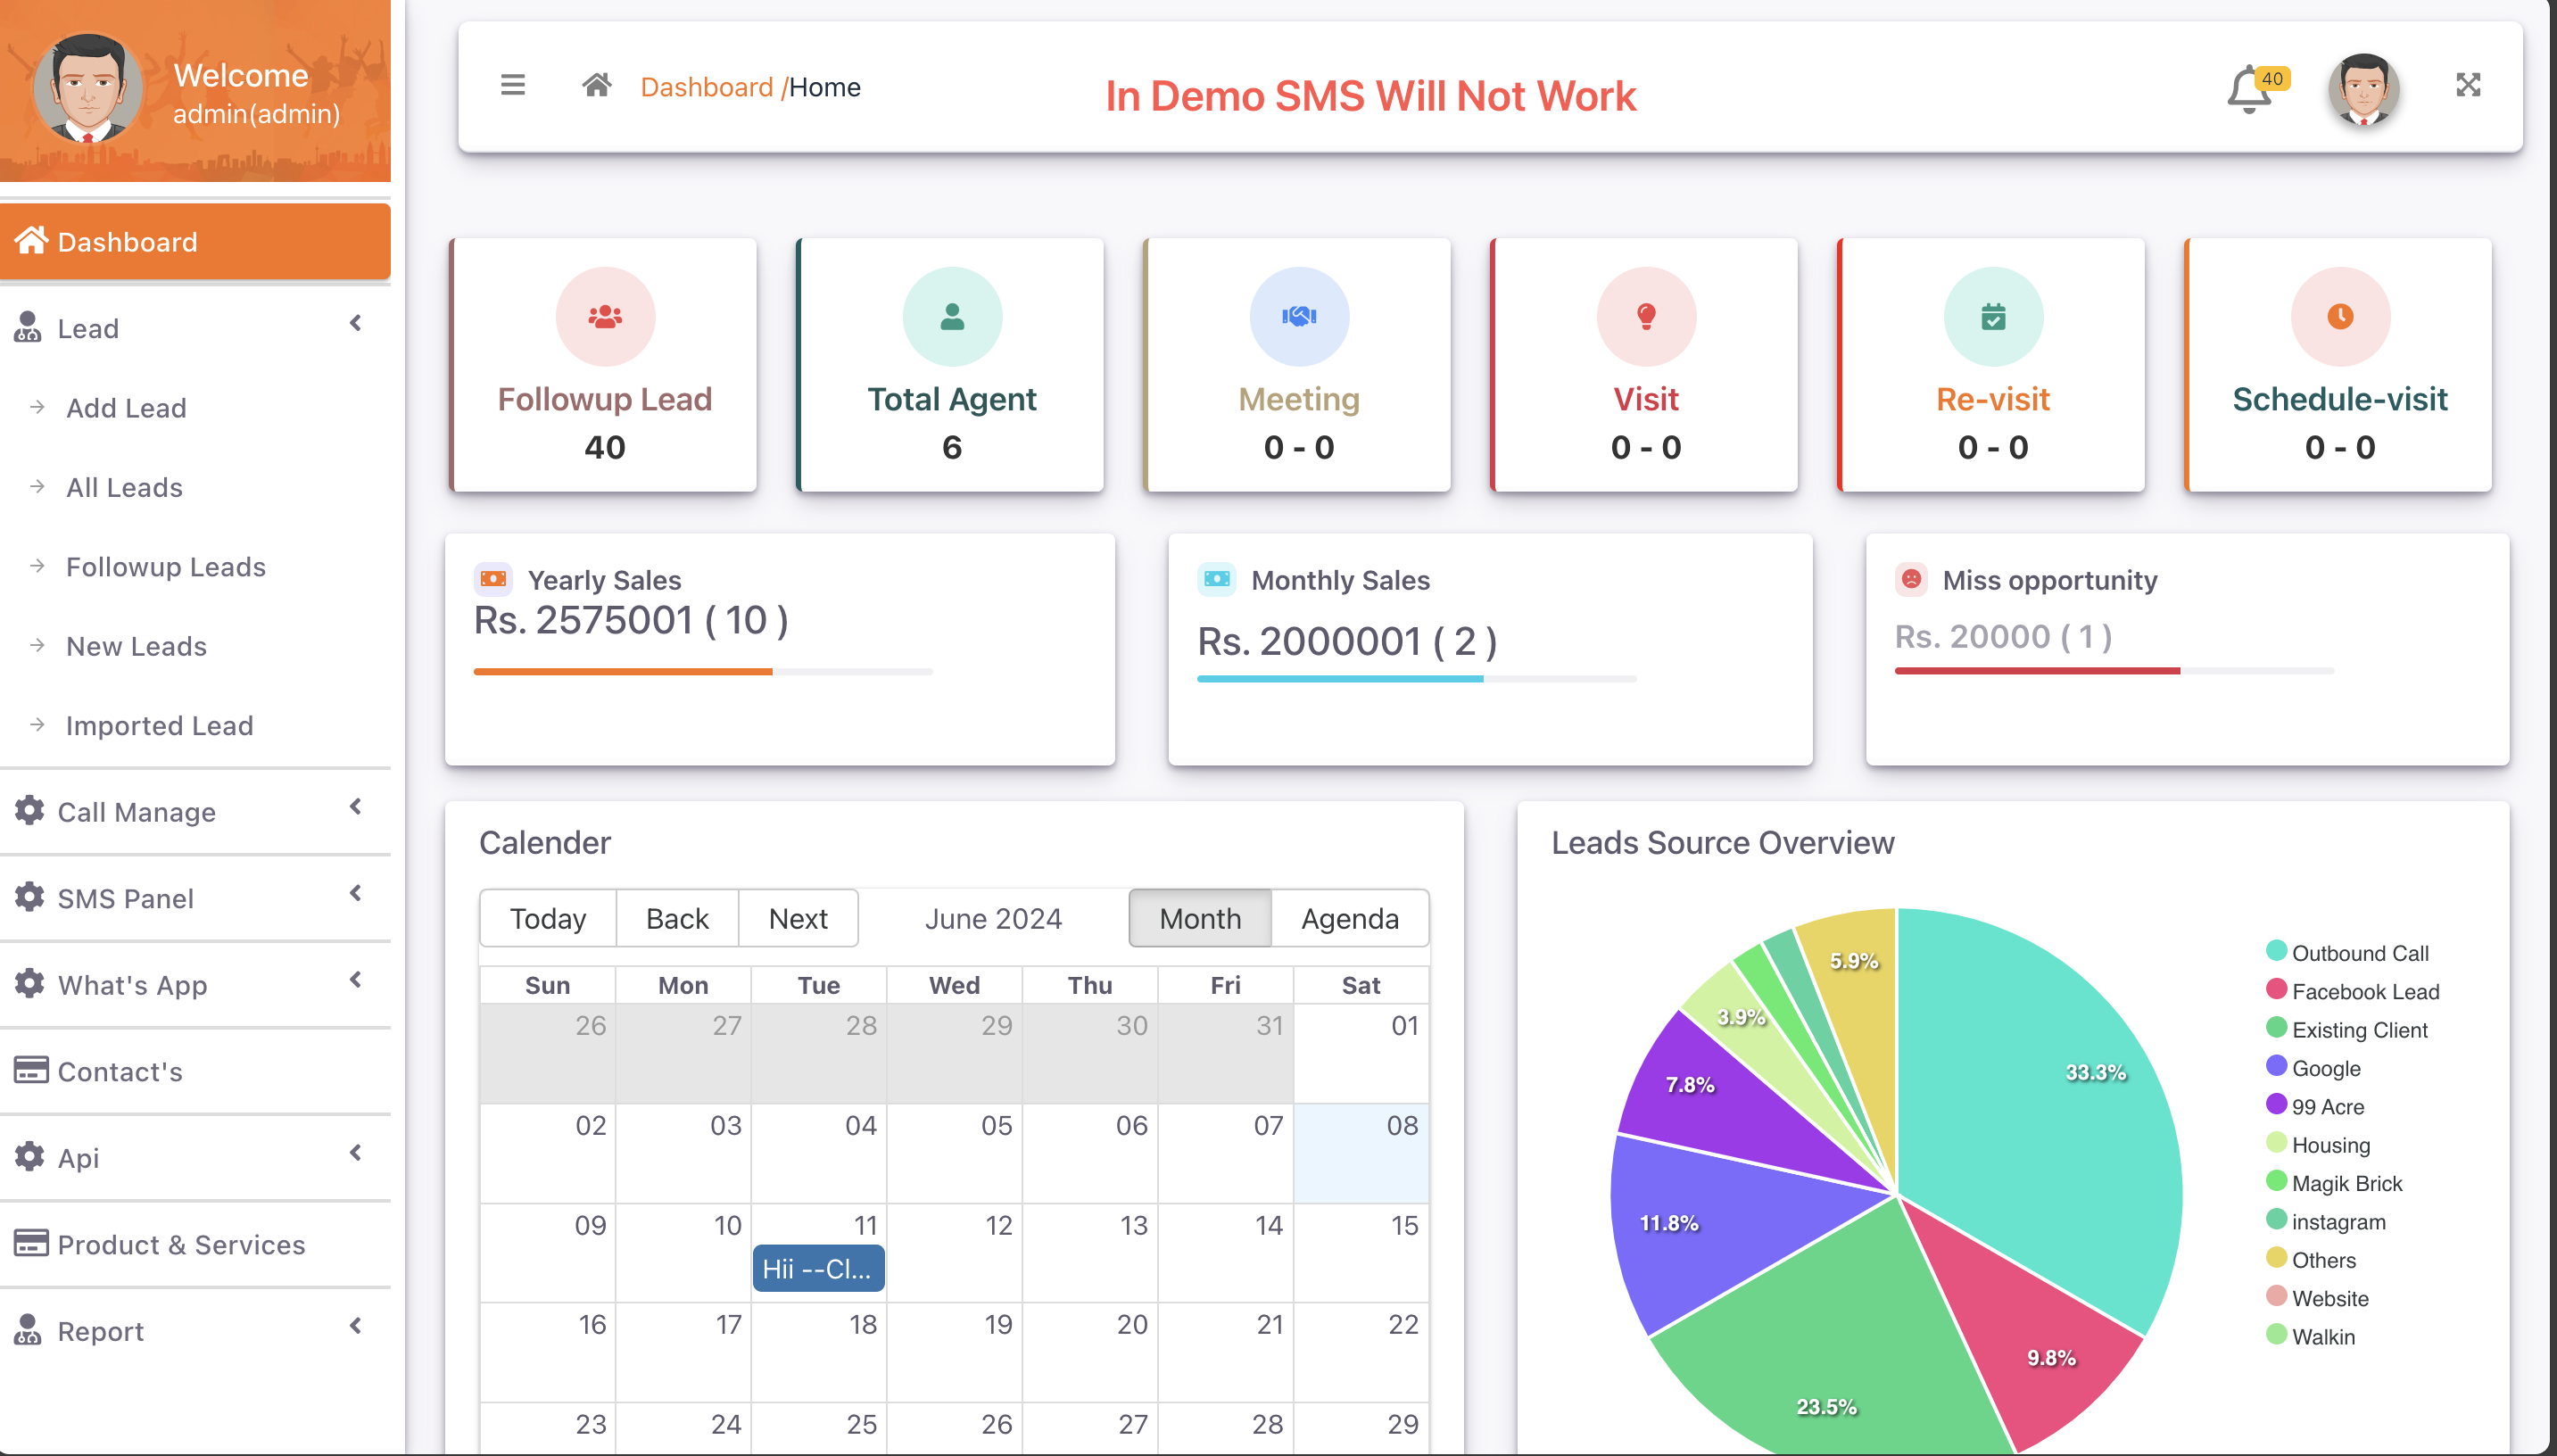 Welcome
admin(admin)
Dashboard
Lead
Add Lead
All Leads
Followup Leads
New Leads
Imported Lead
Call Manage
SMS Panel
What's App
Contact's
Api
Product & Services
Report
Dashboard /Home
In Demo SMS Will Not Work
40
Followup Lead
40
Total Agent
6
Meeting
0 - 0
Visit
0 - 0
Re-visit
0 - 0
Schedule-visit
0 - 0
Yearly Sales
Rs. 2575001 ( 10 )
Monthly Sales
Rs. 2000001 ( 2 )
Miss opportunity
Rs. 20000 ( 1 )
Calender
Today Back Next June 2024 Month Agenda
Sun Mon Tue Wed Thu Fri Sat
26 27 28 29 30 31 01
02 03 04 05 06 07 08
09 10 11 12 13 14 15
Hii --Cl...
16 17 18 19 20 21 22
23 24 25 26 27 28 29
Leads Source Overview
5.9%
3.9%
33.3%
7.8%
11.8%
9.8%
23.5%
Outbound Call
Facebook Lead
Existing Client
Google
99 Acre
Housing
Magik Brick
instagram
Others
Website
Walkin